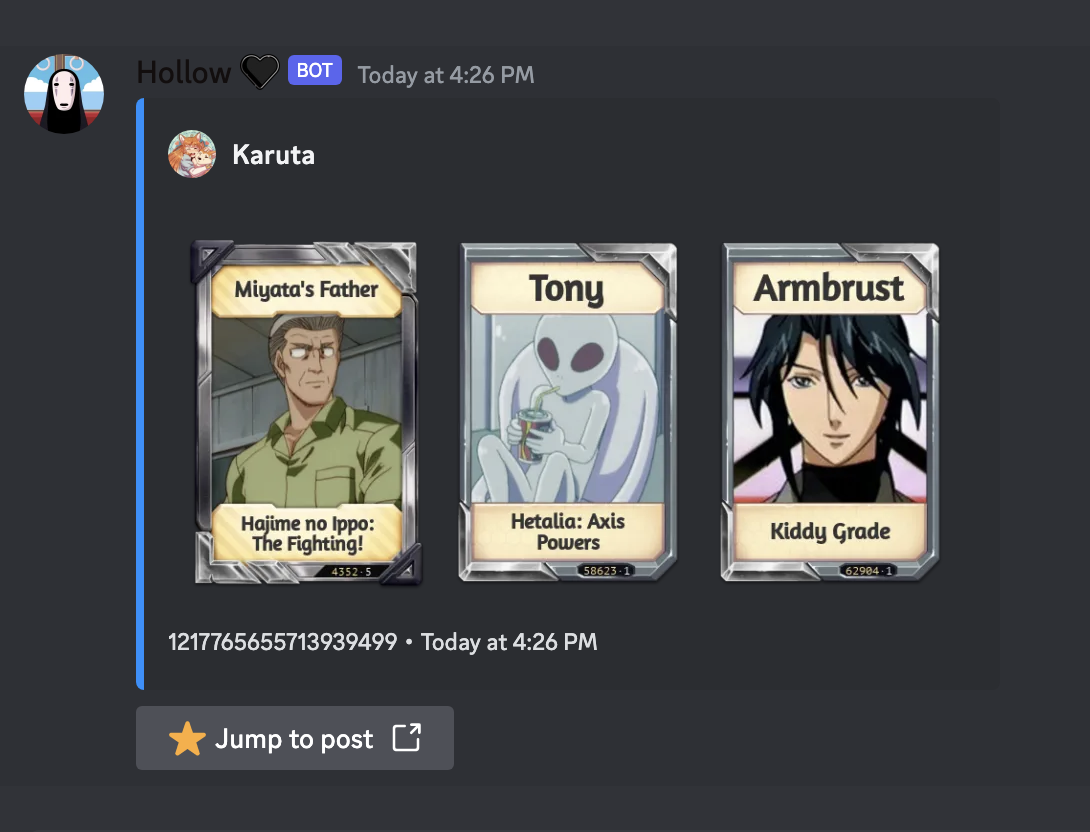 Hollow 🖤 BOT Today at 4:26 PM
Karuta
Miyata's Father
Hajime no Ippo:
The Fighting!
4352·5
Tony
Hetalia: Axis
Powers
58623·1
Armbrust
Kiddy Grade
62904·1
1217765655713939499 • Today at 4:26 PM
⭐ Jump to post